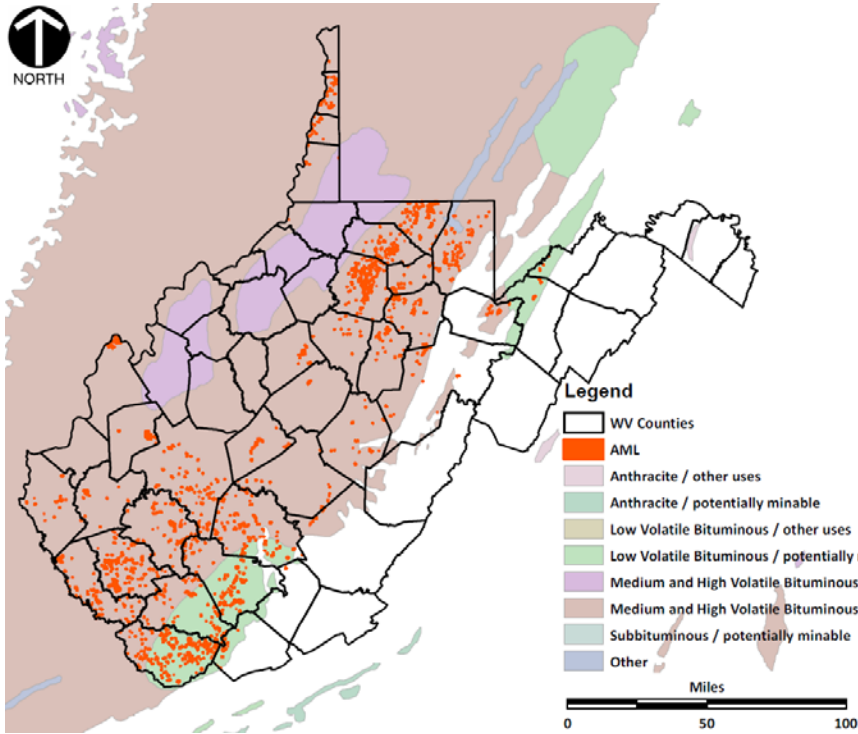 NORTH
Legend
WV Counties
AML
Anthracite / other uses
Anthracite / potentially minable
Low Volatile Bituminous / other uses
Low Volatile Bituminous / potentially
Medium and High Volatile Bituminous
Medium and High Volatile Bituminous
Subbituminous / potentially minable
Other
Miles
0 50 100